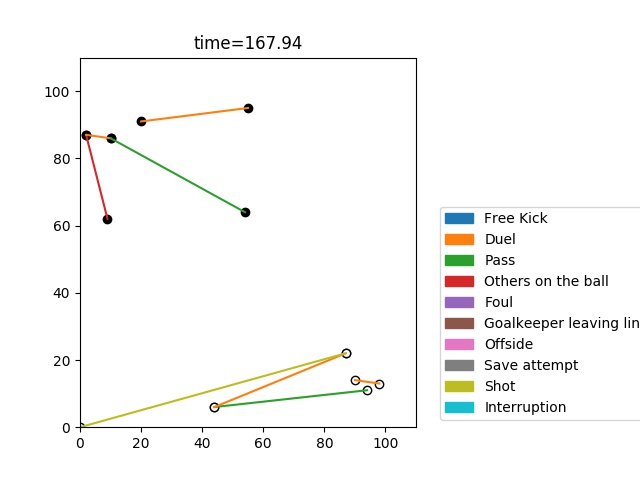 time=167.94
100
80
60
40
20
0
0 20 40 60 80 100
Free Kick
Duel
Pass
Others on the ball
Foul
Goalkeeper leaving lin
Offside
Save attempt
Shot
Interruption